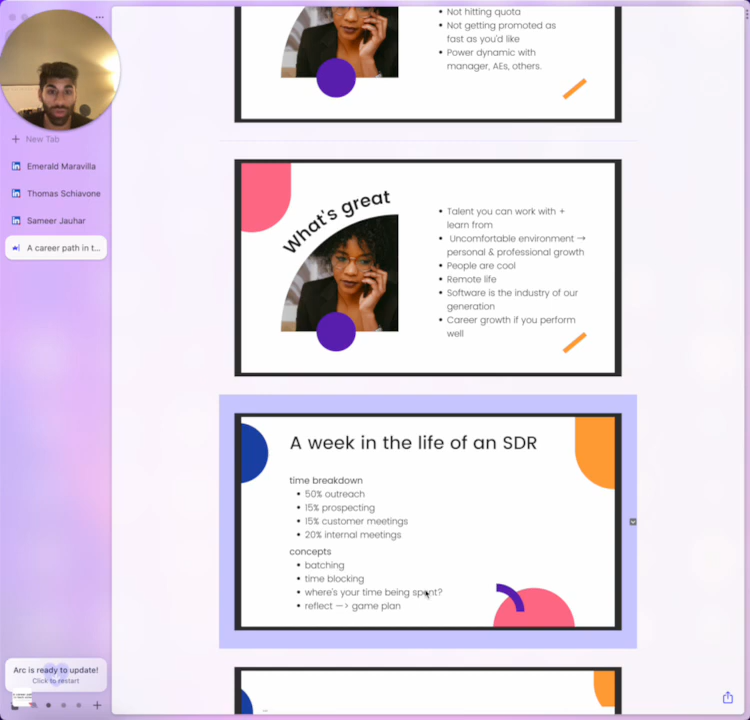 New Tab
Emerald Maravilla
Thomas Schiavone
Sameer Jauhar
A career path in t...
Arc is ready to update!
Click to restart
Not hitting quota
Not getting promoted as
fast as you'd like
Power dynamic with
manager, AEs, others.
What's great
Talent you can work with +
learn from
Uncomfortable environment →
personal & professional growth
People are cool
Remote life
Software is the industry of our
generation
Career growth if you perform
well
A week in the life of an SDR
time breakdown
50% outreach
15% prospecting
15% customer meetings
20% internal meetings
concepts
batching
time blocking
where's your time being spent?
reflect —> game plan